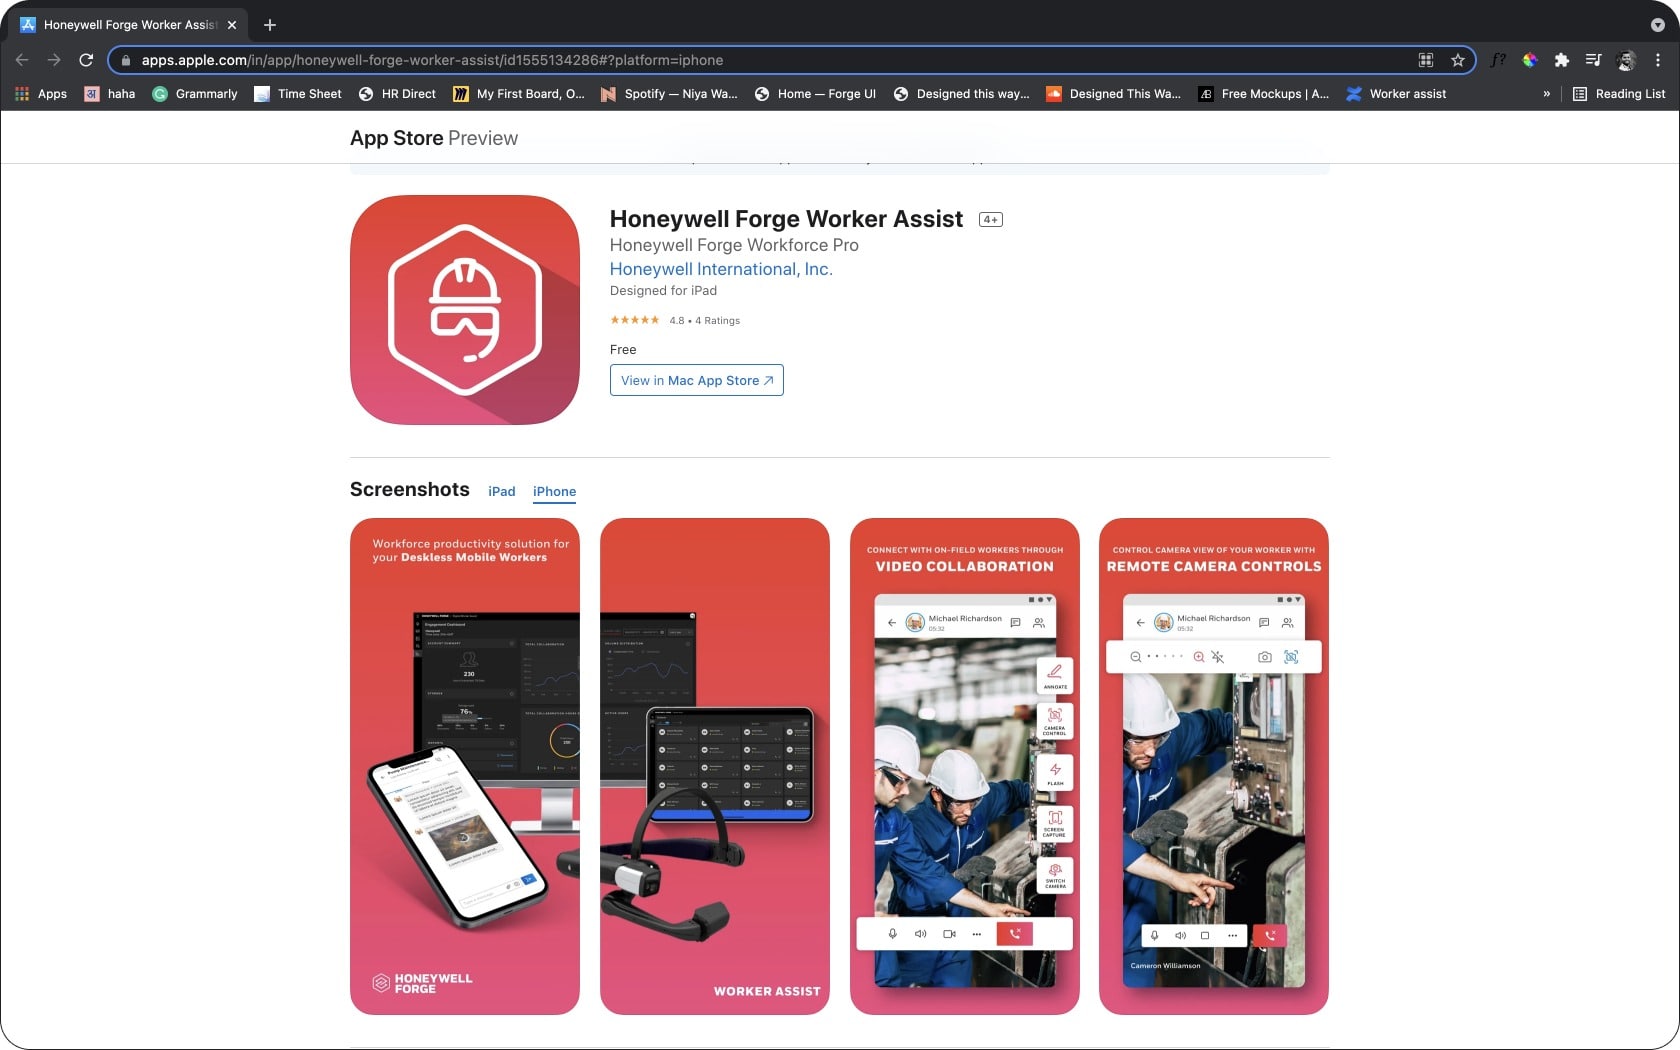 Honeywell Forge Worker Assist
apps.apple.com/in/app/honeywell-forge-worker-assist/id1555134286#?platform=iphone
Apps
अ haha
Grammarly
Time Sheet
HR Direct
My First Board, O...
Spotify — Niya Wa...
Home — Forge UI
Designed this way...
Designed This Wa...
Free Mockups | A...
Worker assist
»
Reading List
App Store Preview
Honeywell Forge Worker Assist 4+
Honeywell Forge Workforce Pro
Honeywell International, Inc.
Designed for iPad
★★★★★ 4.8 • 4 Ratings
Free
View in Mac App Store ↗
Screenshots iPad iPhone
Workforce productivity solution for
your Deskless Mobile Workers
Engagement Dashboard
230
76%
HONEYWELL
FORGE
WORKER ASSIST
CONNECT WITH ON-FIELD WORKERS THROUGH
VIDEO COLLABORATION
Michael Richardson
05:32
ANNOATE
CAMERA
CONTROL
FLASH
SCREEN
CAPTURE
SWITCH
CAMERA
CONTROL CAMERA VIEW OF YOUR WORKER WITH
REMOTE CAMERA CONTROLS
Michael Richardson
05:32
Cameron Williamson